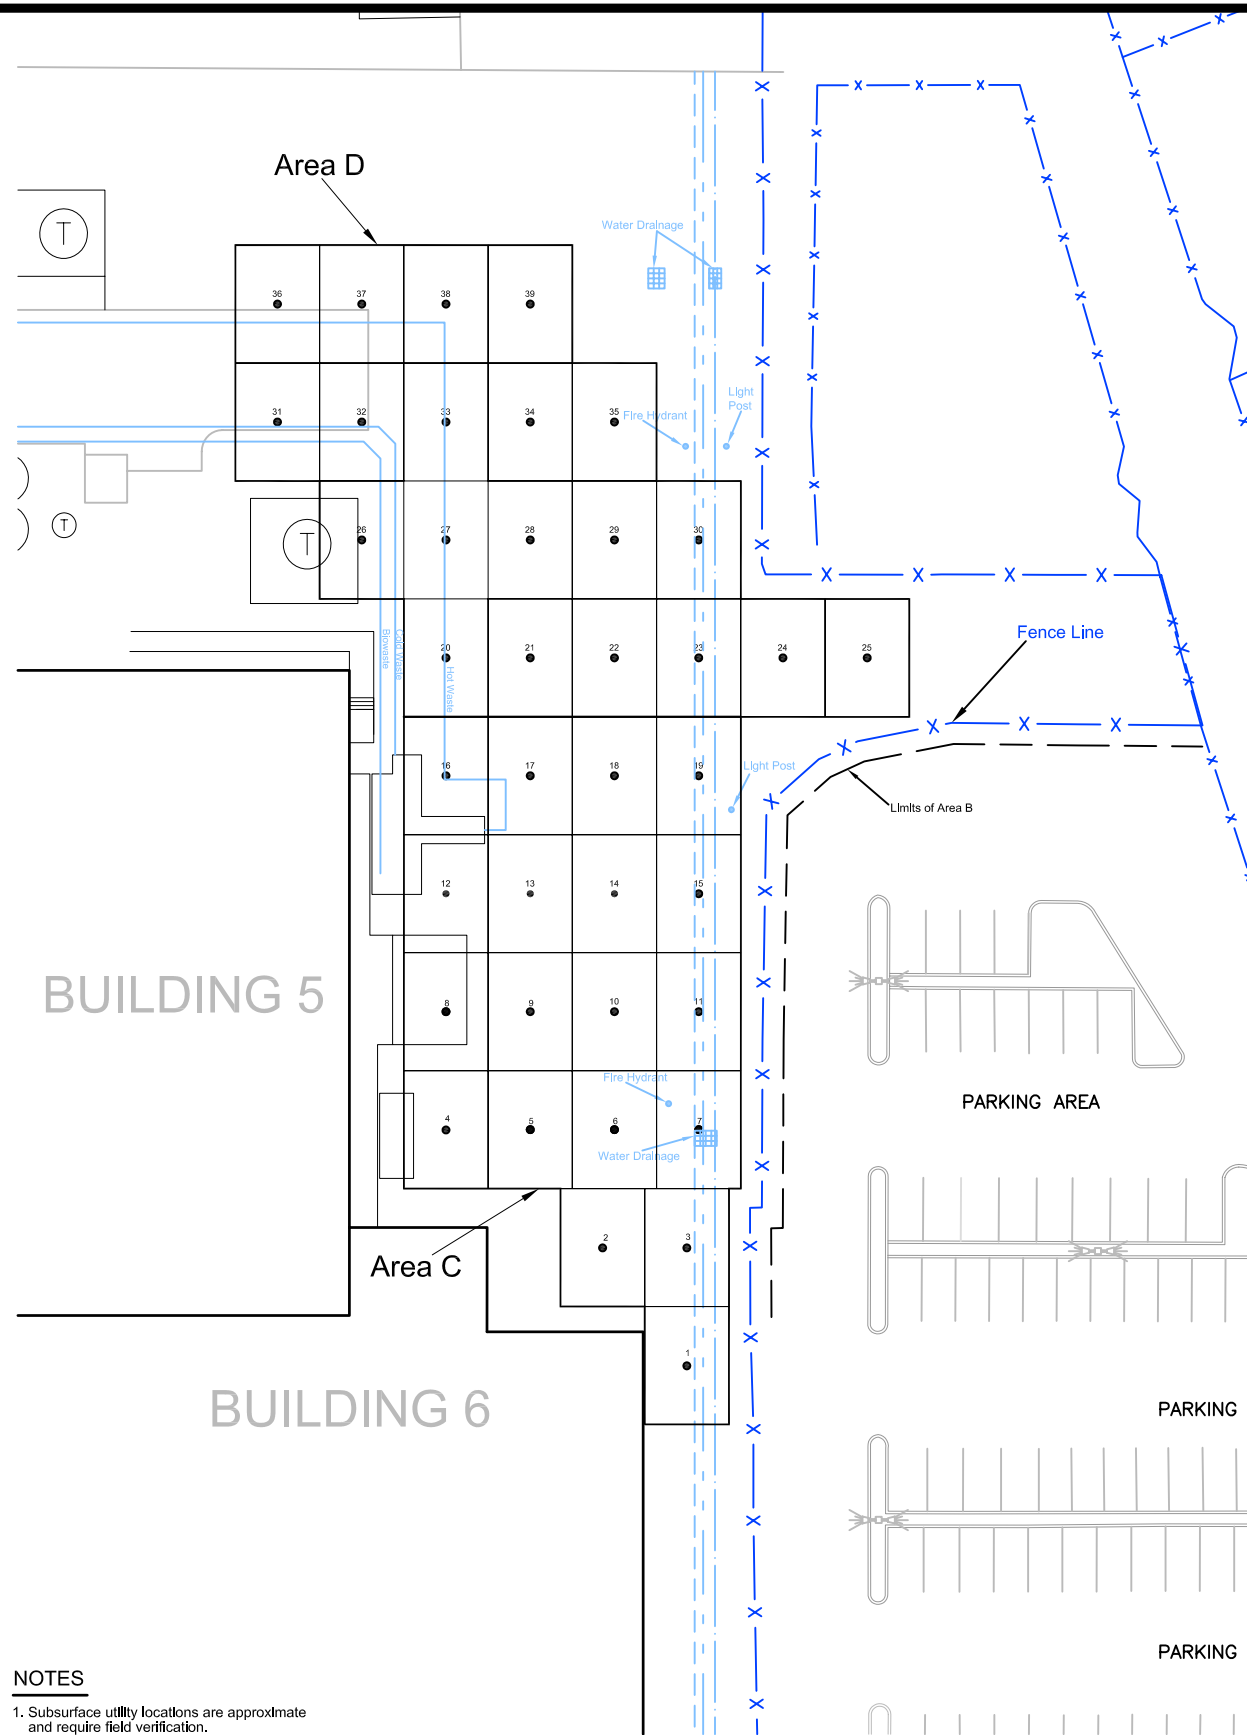 Area D
T
Water Drainage
36
37
38
39
31
32
33
34
35
Fire Hydrant
Light
Post
T
T
26
27
28
29
30
Biowaste
Cold Waste
Hot Waste
20
21
22
23
24
25
Fence Line
16
17
18
19
Light Post
Limits of Area B
12
13
14
15
BUILDING 5
8
9
10
11
Fire Hydrant
PARKING AREA
4
5
6
7
Water Drainage
2
3
Area C
1
BUILDING 6
PARKING
PARKING
NOTES
1. Subsurface utility locations are approximate
and require field verification.